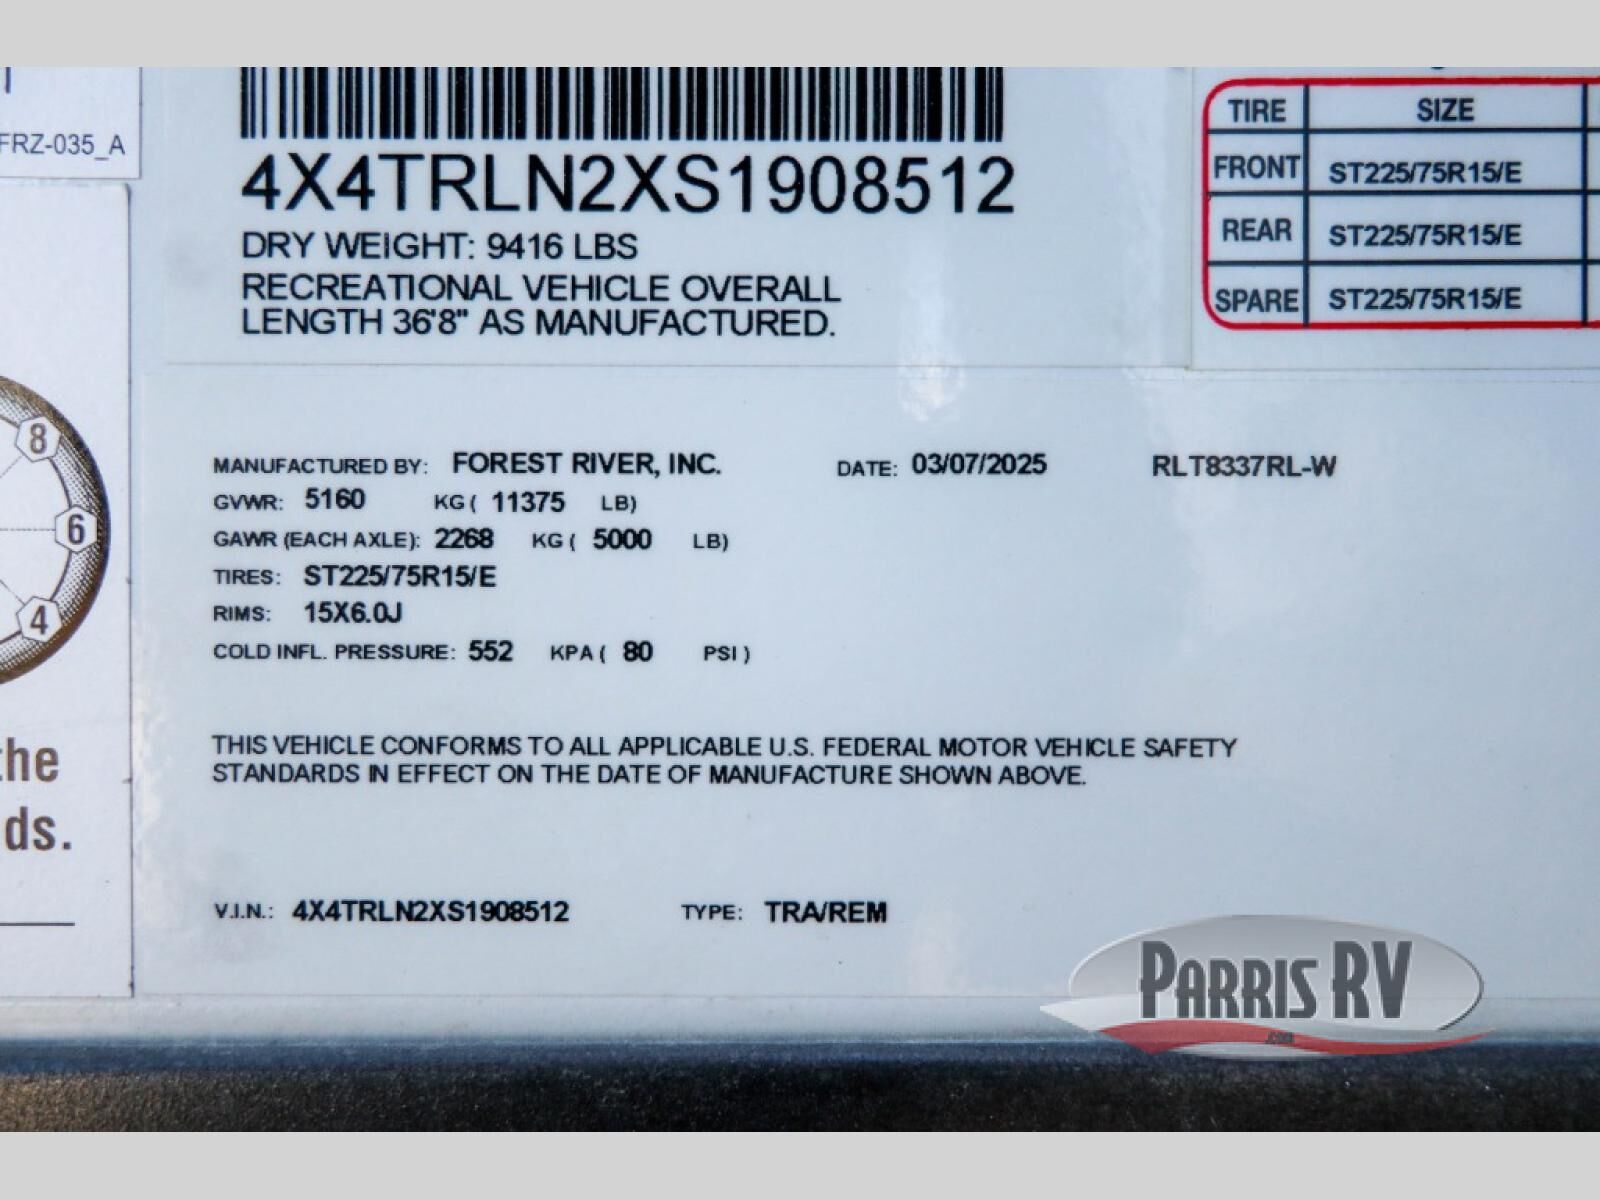 FRZ-035_A
4X4TRLN2XS1908512
DRY WEIGHT: 9416 LBS
RECREATIONAL VEHICLE OVERALL
LENGTH 36'8" AS MANUFACTURED.
TIRE SIZE
FRONT ST225/75R15/E
REAR ST225/75R15/E
SPARE ST225/75R15/E
8
6
4
he
ds.
MANUFACTURED BY: FOREST RIVER, INC. DATE: 03/07/2025 RLT8337RL-W
GVWR: 5160 KG ( 11375 LB)
GAWR (EACH AXLE): 2268 KG ( 5000 LB)
TIRES: ST225/75R15/E
RIMS: 15X6.0J
COLD INFL. PRESSURE: 552 KPA ( 80 PSI )
THIS VEHICLE CONFORMS TO ALL APPLICABLE U.S. FEDERAL MOTOR VEHICLE SAFETY
STANDARDS IN EFFECT ON THE DATE OF MANUFACTURE SHOWN ABOVE.
V.I.N.: 4X4TRLN2XS1908512 TYPE: TRA/REM
PARRIS RV
.com